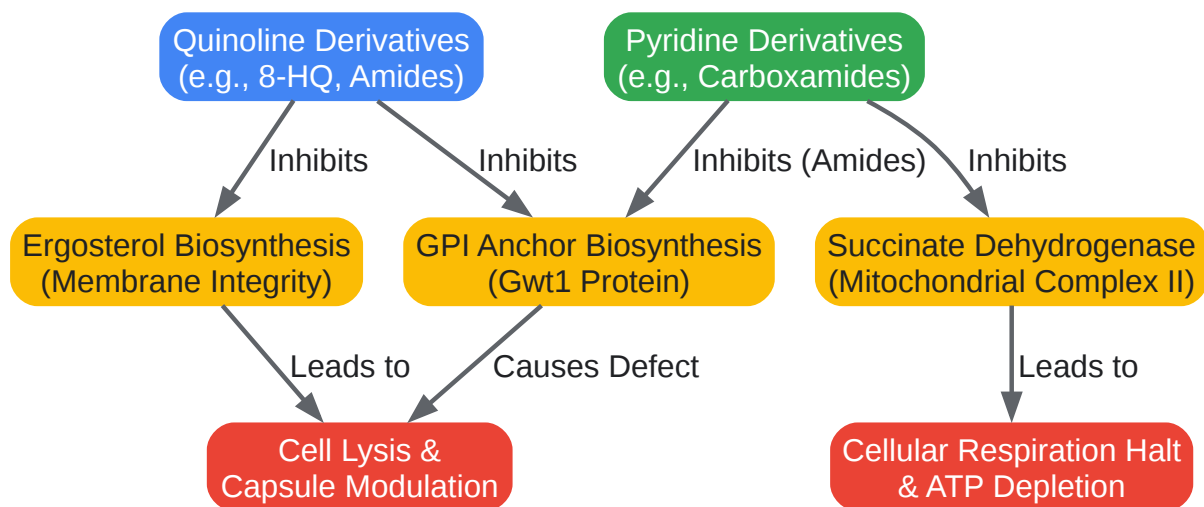 Quinoline Derivatives
(e.g., 8-HQ, Amides)
Pyridine Derivatives
(e.g., Carboxamides)
Inhibits
Inhibits
Inhibits (Amides)
Inhibits
Ergosterol Biosynthesis
(Membrane Integrity)
GPI Anchor Biosynthesis
(Gwt1 Protein)
Succinate Dehydrogenase
(Mitochondrial Complex II)
Leads to
Causes Defect
Leads to
Cell Lysis &
Capsule Modulation
Cellular Respiration Halt
& ATP Depletion